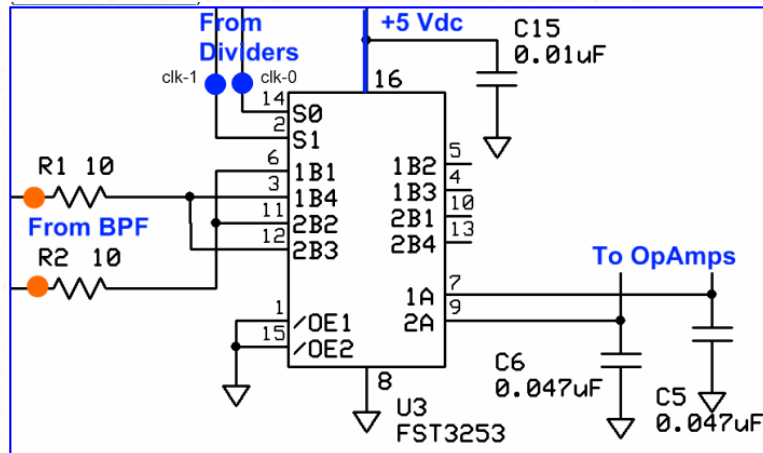 From
Dividers
clk-1
clk-0
+5 Vdc
C15
0.01uF
16
14
S0
2
S1
6
1B1
3
1B4
11
2B2
12
2B3
5
1B2
4
1B3
10
2B1
13
2B4
R1 10
From BPF
R2 10
To OpAmps
7
1A
9
2A
1
/OE1
15
/OE2
8
U3
FST3253
C6
0.047uF
C5
0.047uF